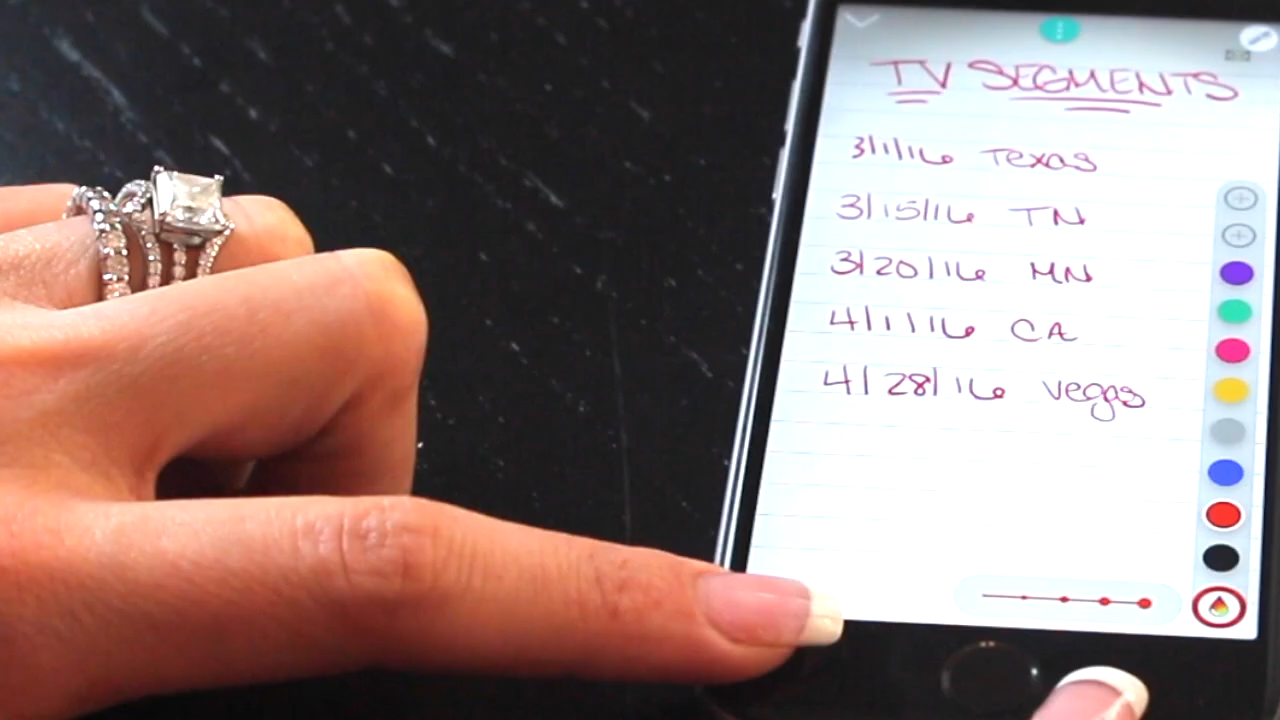 TV SEGMENTS
3/1/16 Texas
3/15/16 TN
3/20/16 MN
4/1/16 CA
4/28/16 Vegas